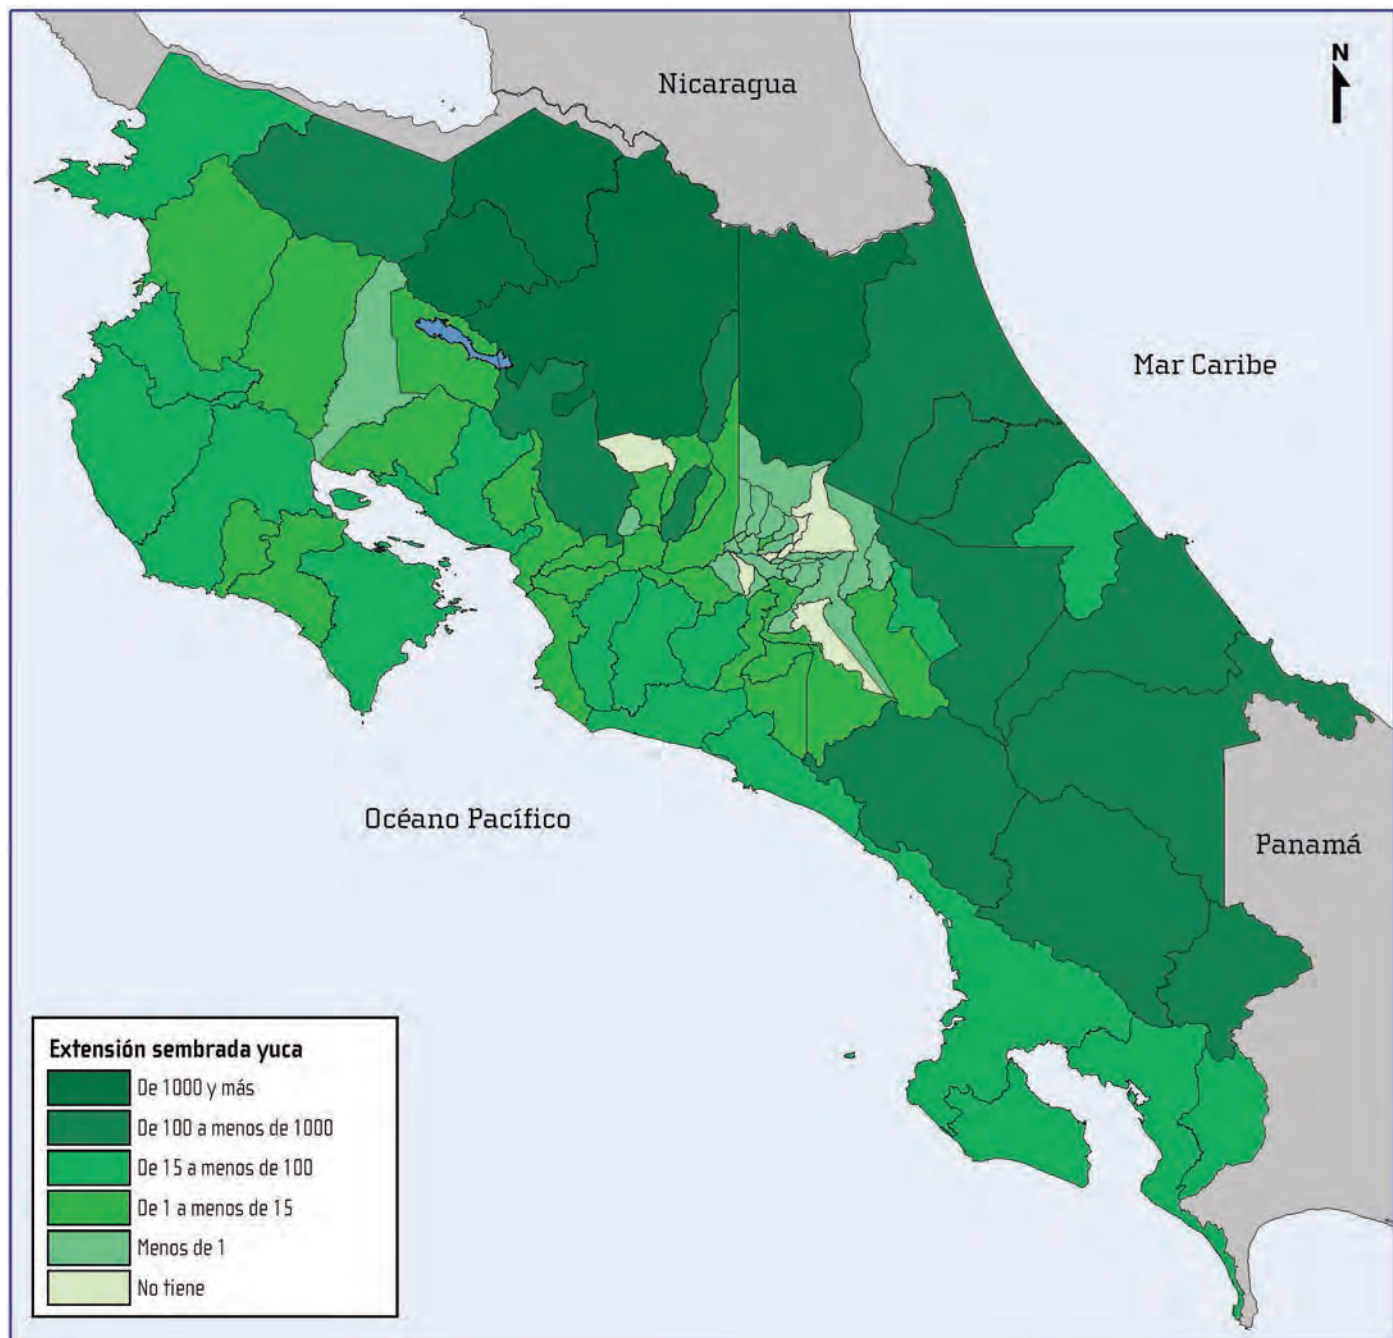 N
Nicaragua
Mar Caribe
Océano Pacífico
Panamá
Extensión sembrada yuca
De 1000 y más
De 100 a menos de 1000
De 15 a menos de 100
De 1 a menos de 15
Menos de 1
No tiene